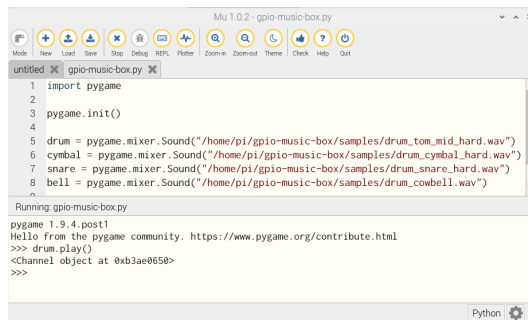 Mu 1.0.2 - gpio-music-box.py
Mode New Load Save Stop Debug REPL Plotter Zoom-in Zoom-out Theme Check Help Quit
untitled gpio-music-box.py
1 import pygame
2
3 pygame.init()
4
5 drum = pygame.mixer.Sound("/home/pi/gpio-music-box/samples/drum_tom_mid_hard.wav")
6 cymbal = pygame.mixer.Sound("/home/pi/gpio-music-box/samples/drum_cymbal_hard.wav")
7 snare = pygame.mixer.Sound("/home/pi/gpio-music-box/samples/drum_snare_hard.wav")
8 bell = pygame.mixer.Sound("/home/pi/gpio-music-box/samples/drum_cowbell.wav")
Running: gpio-music-box.py
pygame 1.9.4.post1
Hello from the pygame community. https://www.pygame.org/contribute.html
>>> drum.play()
<Channel object at 0xb3ae0650>
>>>
Python